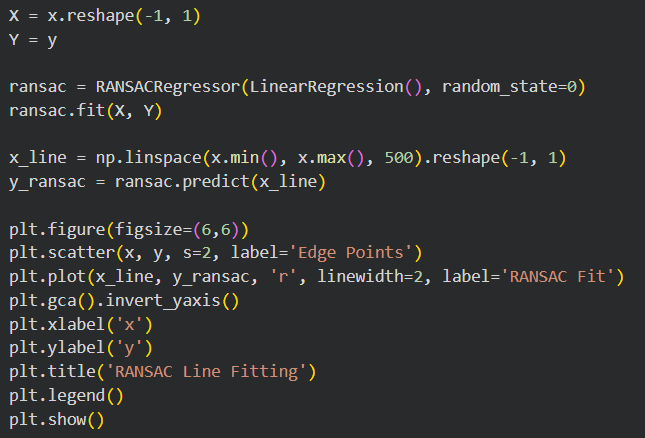 X = x.reshape(-1, 1)
Y = y
ransac = RANSACRegressor(LinearRegression(), random_state=0)
ransac.fit(X, Y)
x_line = np.linspace(x.min(), x.max(), 500).reshape(-1, 1)
y_ransac = ransac.predict(x_line)
plt.figure(figsize=(6,6))
plt.scatter(x, y, s=2, label='Edge Points')
plt.plot(x_line, y_ransac, 'r', linewidth=2, label='RANSAC Fit')
plt.gca().invert_yaxis()
plt.xlabel('x')
plt.ylabel('y')
plt.title('RANSAC Line Fitting')
plt.legend()
plt.show()